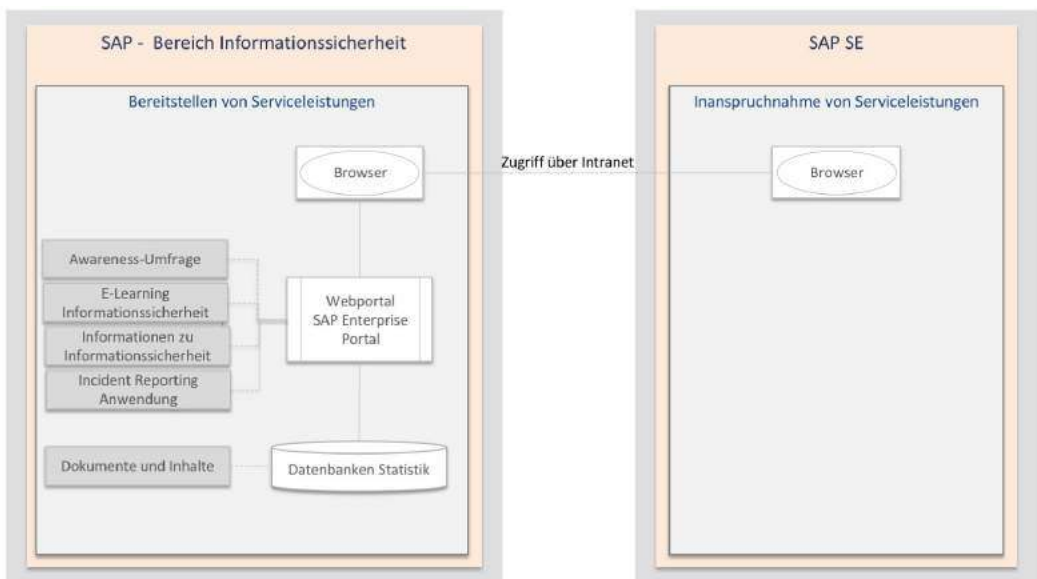 SAP - Bereich Informationssicherheit
Bereitstellen von Serviceleistungen
Browser
Awareness-Umfrage
E-Learning
Informationssicherheit
Informationen zu
Informationssicherheit
Incident Reporting
Anwendung
Webportal
SAP Enterprise
Portal
Dokumente und Inhalte
Datenbanken Statistik
Zugriff über Intranet
SAP SE
Inanspruchnahme von Serviceleistungen
Browser